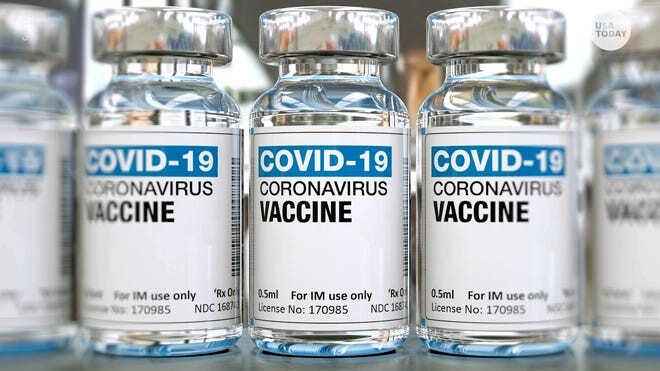 USA
TODAY
COVID-19
CORONAVIRUS
VACCINE
For IM use only
License No: 170985
COVID-19
CORONAVIRUS
VACCINE
0.5ml For IM use only
License No: 170985
COVID-19
CORONAVIRUS
VACCINE
0.5ml For IM use only
License No: 170985